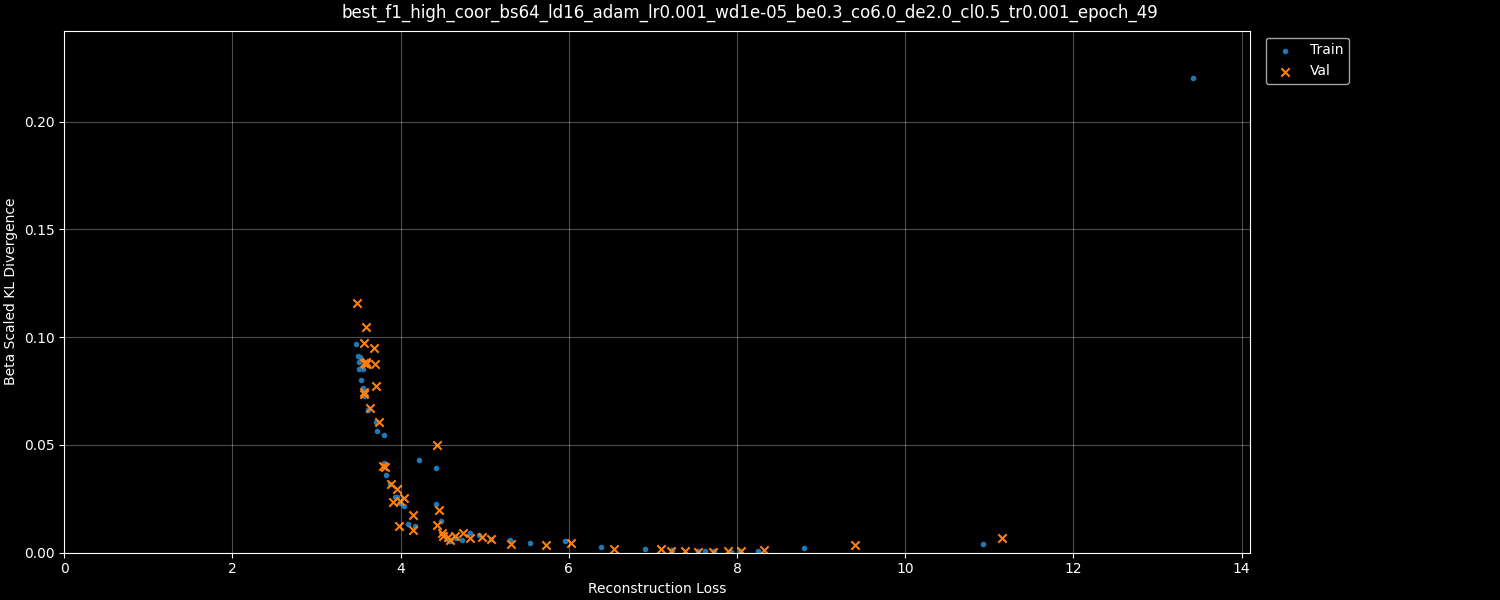 best_f1_high_coor_bs64_ld16_adam_lr0.001_wd1e-05_be0.3_co6.0_de2.0_cl0.5_tr0.001_epoch_49
Train
Val
Beta Scaled KL Divergence
0.20
0.15
0.10
0.05
0.00
0 2 4 6 8 10 12 14
Reconstruction Loss